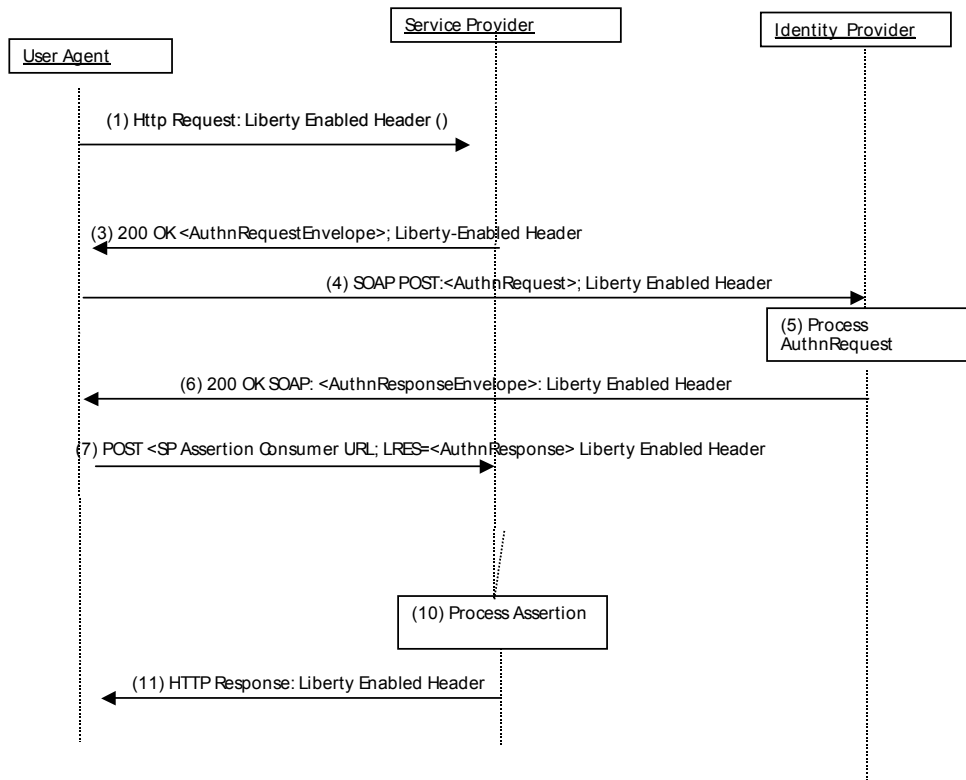 Service Provider
Identity Provider
User Agent
(1) Http Request: Liberty Enabled Header ()
(3) 200 OK <AuthnRequestEnvelope>; Liberty-Enabled Header
(4) SOAP POST:<AuthnRequest>; Liberty Enabled Header
(5) Process
AuthnRequest
(6) 200 OK SOAP: <AuthnResponseEnvelope>: Liberty Enabled Header
(7) POST <SP Assertion Consumer URL; LRES=<AuthnResponse> Liberty Enabled Header
(10) Process Assertion
(11) HTTP Response: Liberty Enabled Header